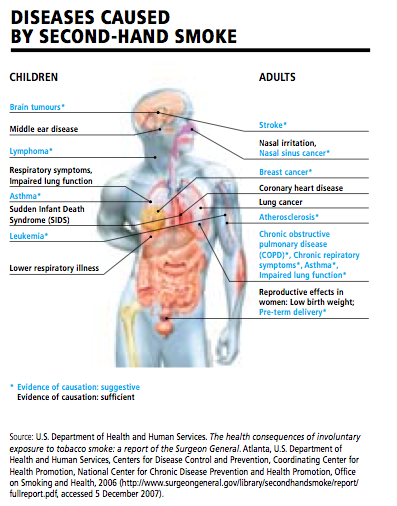 DISEASES CAUSED
BY SECOND-HAND SMOKE
CHILDREN
Brain tumours*
Middle ear disease
Lymphoma*
Respiratory symptoms,
Impaired lung function
Asthma*
Sudden Infant Death
Syndrome (SIDS)
Leukemia*
Lower respiratory illness
ADULTS
Stroke*
Nasal irritation,
Nasal sinus cancer*
Breast cancer*
Coronary heart disease
Lung cancer
Atherosclerosis*
Chronic obstructive
pulmonary disease
(COPD)*, Chronic repiratory
symptoms*, Asthma*,
Impaired lung function*
Reproductive effects in
women: Low birth weight;
Pre-term delivery*
* Evidence of causation: suggestive
Evidence of causation: sufficient
Source: U.S. Department of Health and Human Services. The health consequences of involuntary
exposure to tobacco smoke: a report of the Surgeon General. Atlanta, U.S. Department of
Health and Human Services, Centers for Disease Control and Prevention, Coordinating Center for
Health Promotion, National Center for Chronic Disease Prevention and Health Promotion, Office
on Smoking and Health, 2006 (http://www.surgeongeneral.gov/library/secondhandsmoke/report/
fullreport.pdf, accessed 5 December 2007).